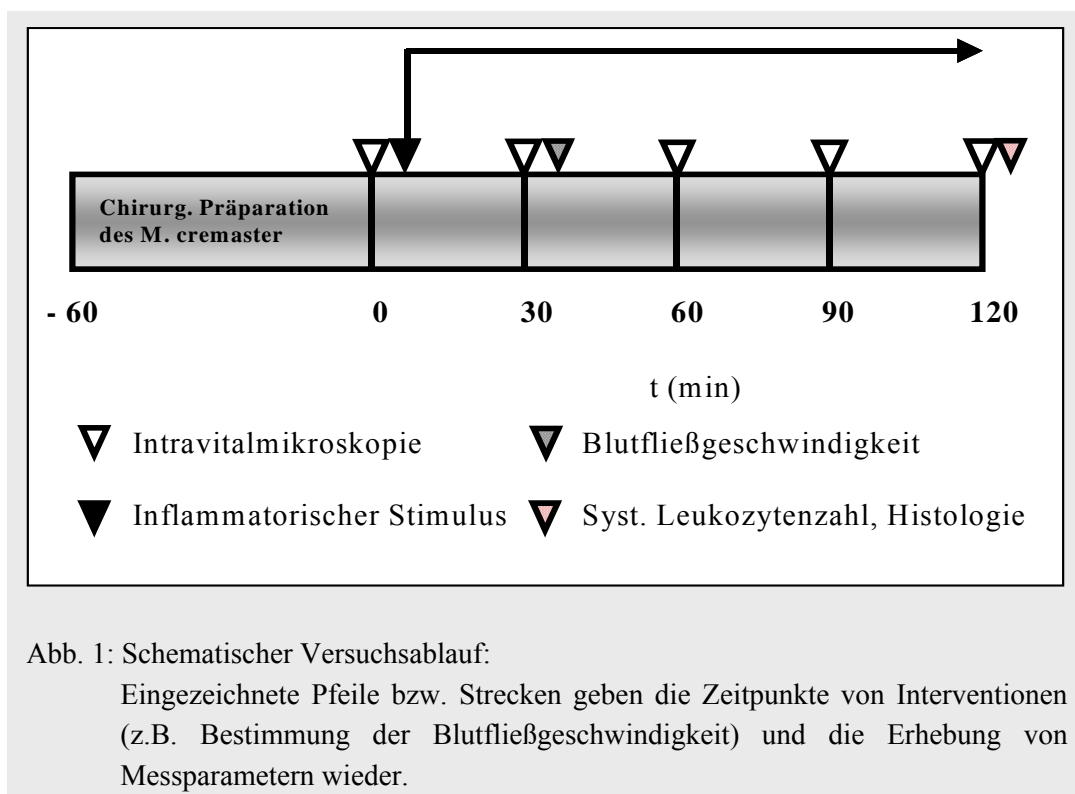 Chirurg. Präparation
des M. cremaster
- 60 0 30 60 90 120
t (min)
Intravitalmikroskopie Blutfließgeschwindigkeit
Inflammatorischer Stimulus Syst. Leukozytenzahl, Histologie
Abb. 1: Schematischer Versuchsablauf:
Eingezeichnete Pfeile bzw. Strecken geben die Zeitpunkte von Interventionen
(z.B. Bestimmung der Blutfließgeschwindigkeit) und die Erhebung von
Messparametern wieder.